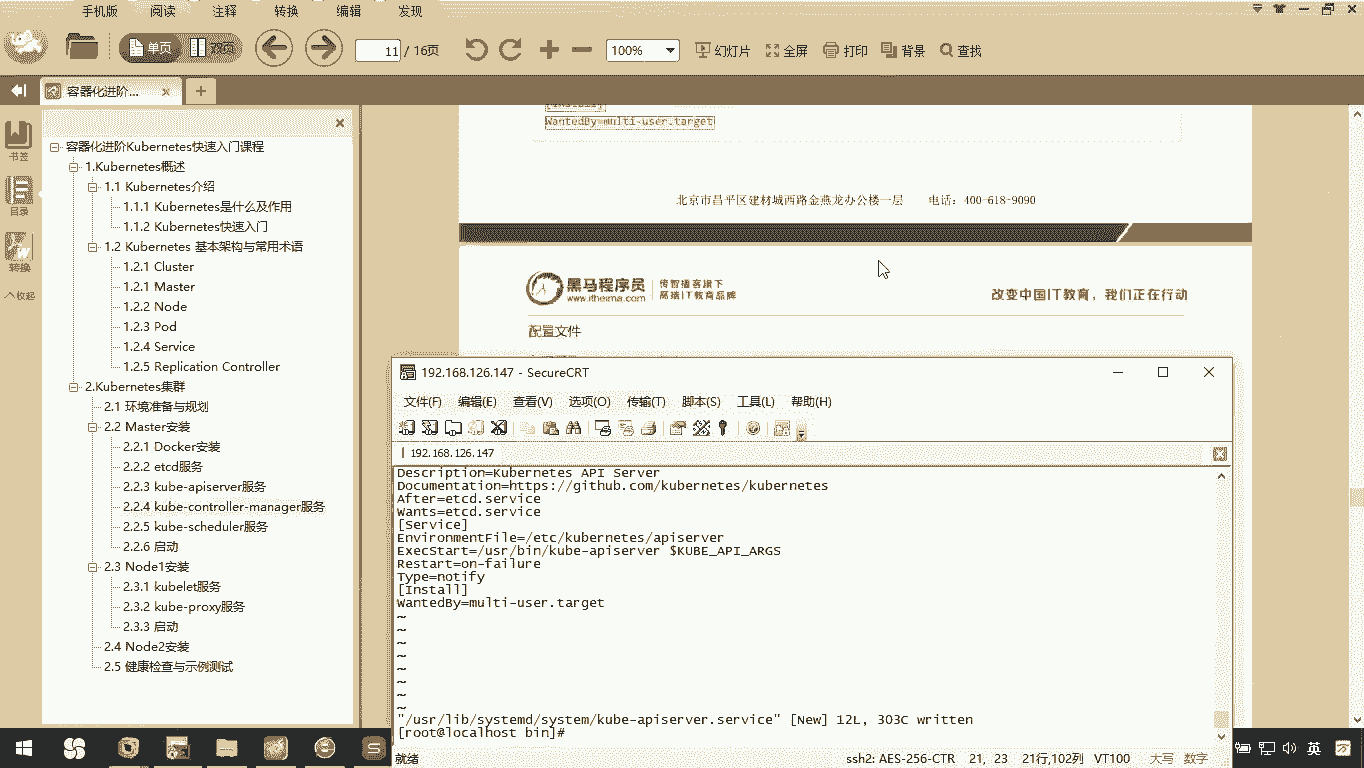 手机版 阅读 注释 转换 编辑 发现
单页 双页 11 / 16页 100% 幻灯片 全屏 打印 背景 查找
容器化进阶...
书签
目录
转换
收起
容器化进阶Kubernetes快速入门课程
1.Kubernetes概述
1.1 Kubernetes介绍
1.1.1 Kubernetes是什么及作用
1.1.2 Kubernetes快速入门
1.2 Kubernetes 基本架构与常用术语
1.2.1 Cluster
1.2.1 Master
1.2.2 Node
1.2.3 Pod
1.2.4 Service
1.2.5 Replication Controller
2.Kubernetes集群
2.1 环境准备与规划
2.2 Master安装
2.2.1 Docker安装
2.2.2 etcd服务
2.2.3 kube-apiserver服务
2.2.4 kube-controller-manager服务
2.2.5 kube-scheduler服务
2.2.6 启动
2.3 Node1安装
2.3.1 kubelet服务
2.3.2 kube-proxy服务
2.3.3 启动
2.4 Node2安装
2.5 健康检查与示例测试
WantedBy=multi-user.target
北京市昌平区建材城西路金燕龙办公楼一层 电话：400-618-9090
黑马程序员 传智播客旗下
www.itheima.com 高端IT教育品牌
改变中国IT教育，我们正在行动
配置文件
192.168.126.147 - SecureCRT
文件(F) 编辑(E) 查看(V) 选项(O) 传输(T) 脚本(S) 工具(L) 帮助(H)
192.168.126.147
Description=Kubernetes API Server
Documentation=https://github.com/kubernetes/kubernetes
After=etcd.service
Wants=etcd.service
[Service]
EnvironmentFile=/etc/kubernetes/apiserver
ExecStart=/usr/bin/kube-apiserver $KUBE_API_ARGS
Restart=on-failure
Type=notify
[Install]
WantedBy=multi-user.target
~
~
~
~
~
~
~
~
"/usr/lib/systemd/system/kube-apiserver.service" [New] 12L, 303C written
[root@localhost bin]#
就绪 ssh2: AES-256-CTR 21, 23 21行,102列 VT100 大写 数字
英